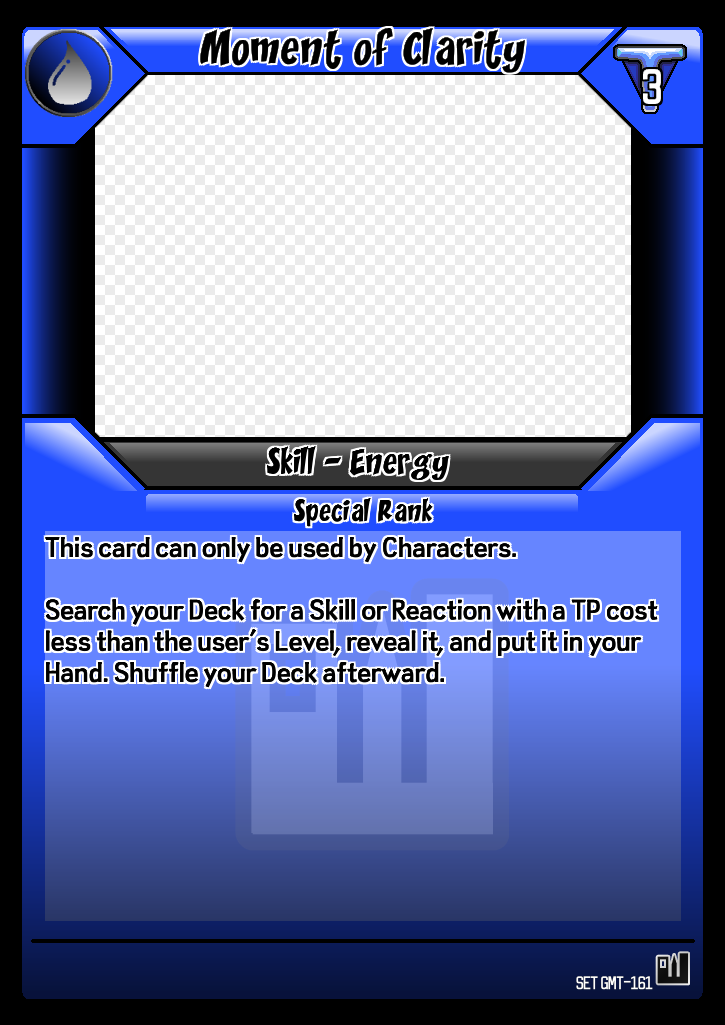 Moment of Clarity
3
Skill - Energy
Special Rank
This card can only be used by Characters.
Search your Deck for a Skill or Reaction with a TP cost
less than the user's Level, reveal it, and put it in your
Hand. Shuffle your Deck afterward.
SET GMT-161